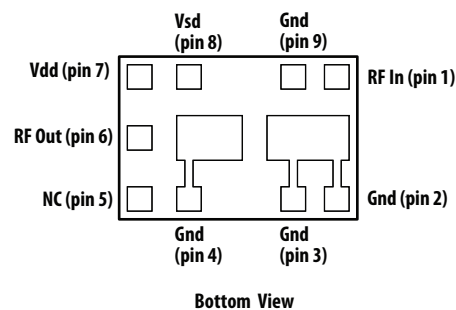 Vsd
(pin 8)
Gnd
(pin 9)
Vdd (pin 7)
RF In (pin 1)
RF Out (pin 6)
NC (pin 5)
Gnd (pin 2)
Gnd
(pin 4)
Gnd
(pin 3)
Bottom View